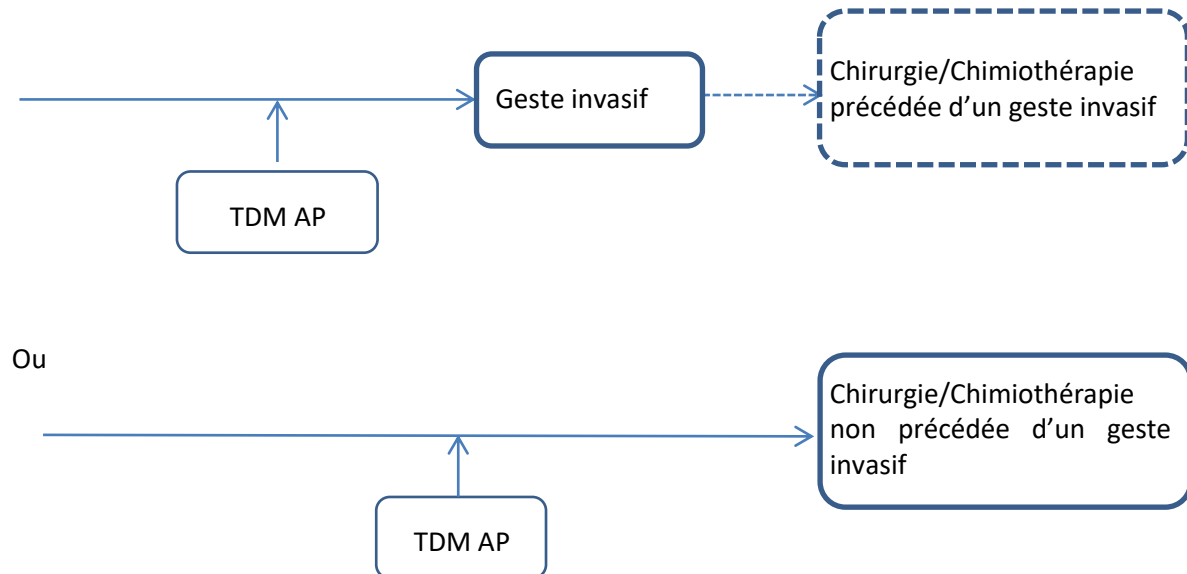 Geste invasif
Chirurgie/Chimiothérapie
précédée d’un geste invasif
TDM AP
Ou
Chirurgie/Chimiothérapie
non précédée d’un geste
invasif
TDM AP